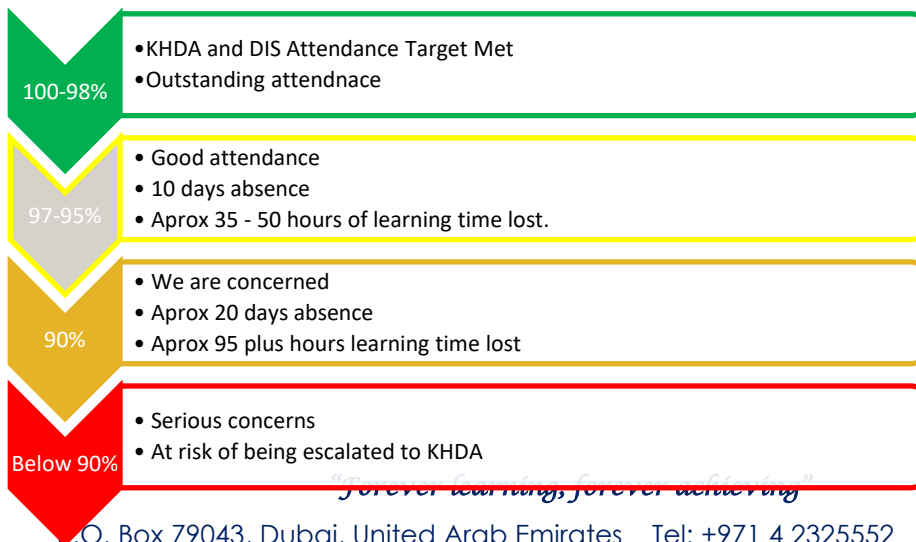 100-98%
•KHDA and DIS Attendance Target Met
•Outstanding attendnace
97-95%
• Good attendance
• 10 days absence
• Aprox 35 - 50 hours of learning time lost.
90%
• We are concerned
• Aprox 20 days absence
• Aprox 95 plus hours learning time lost
Below 90%
• Serious concerns
• At risk of being escalated to KHDA
“Forever learning, forever achieving”
.O. Box 79043, Dubai, United Arab Emirates Tel: +971 4 2325552